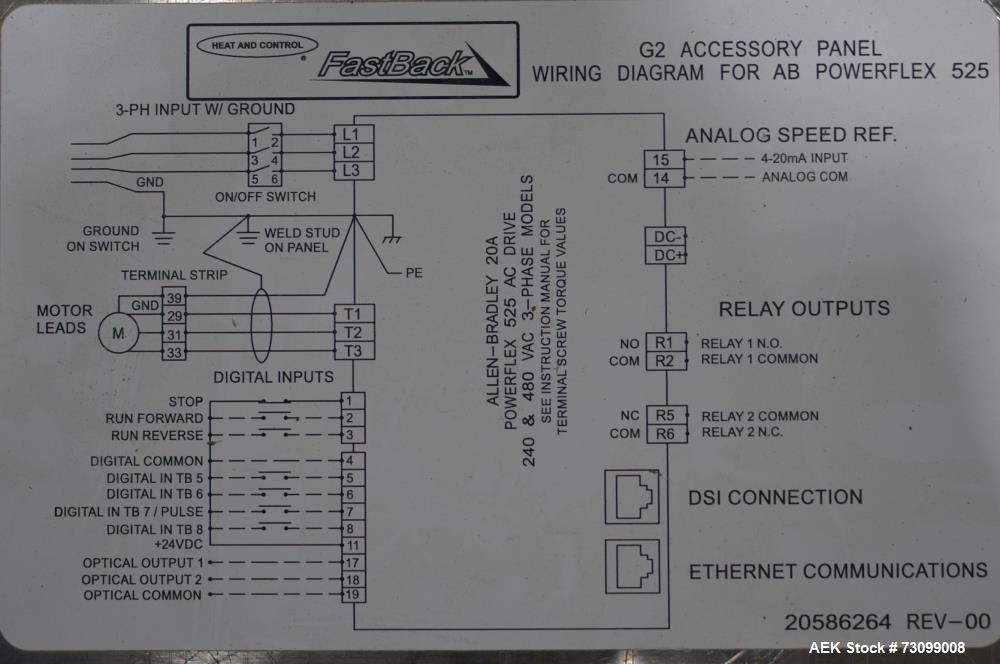 HEAT AND CONTROL
®
FastBack™
G2 ACCESSORY PANEL
WIRING DIAGRAM FOR AB POWERFLEX 525
3-PH INPUT W/ GROUND
1 2
3 4
5 6
L1
L2
L3
GND
ON/OFF SWITCH
GROUND
ON SWITCH
WELD STUD
ON PANEL
PE
TERMINAL STRIP
MOTOR
LEADS
M
GND
39
29
31
33
T1
T2
T3
DIGITAL INPUTS
STOP 1
RUN FORWARD 2
RUN REVERSE 3
DIGITAL COMMON 4
DIGITAL IN TB 5 5
DIGITAL IN TB 6 6
DIGITAL IN TB 7 / PULSE 7
DIGITAL IN TB 8 8
+24VDC 11
OPTICAL OUTPUT 1 17
OPTICAL OUTPUT 2 18
OPTICAL COMMON 19
ALLEN-BRADLEY 20A
POWERFLEX 525 AC DRIVE
240 & 480 VAC 3-PHASE MODELS
SEE INSTRUCTION MANUAL FOR
TERMINAL SCREW TORQUE VALUES
ANALOG SPEED REF.
15 4-20mA INPUT
COM 14 ANALOG COM
DC-
DC+
RELAY OUTPUTS
NO R1 RELAY 1 N.O.
COM R2 RELAY 1 COMMON
NC R5 RELAY 2 COMMON
COM R6 RELAY 2 N.C.
DSI CONNECTION
ETHERNET COMMUNICATIONS
20586264 REV-00
AEK Stock # 73099008